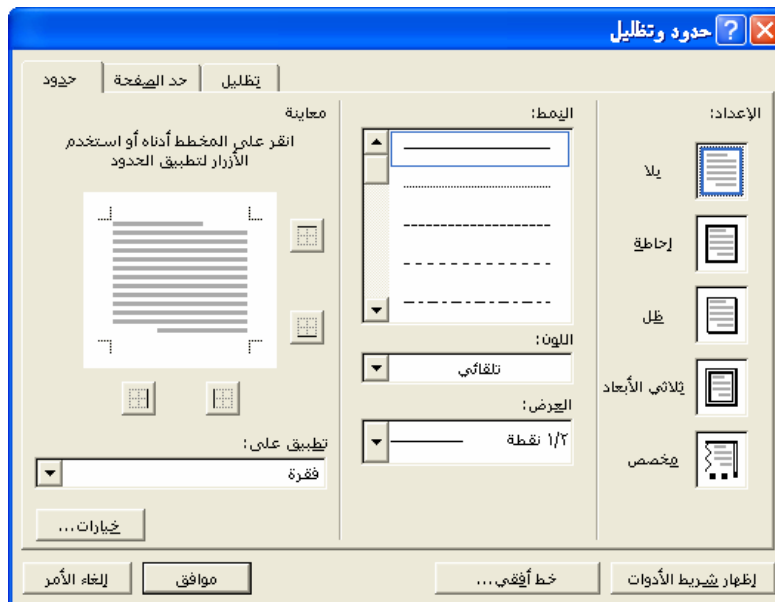 حدود وتظليل
حدود
حد الصفحة
تظليل
الإعداد:
بلا
إحاطة
ظل
ثلاثي الأبعاد
مخصص
النمط:
اللون:
تلقائي
العرض:
١/٢ نقطة
معاينة
انقر على المخطط أدناه أو استخدم
الأزرار لتطبيق الحدود
تطبيق على:
فقرة
خيارات...
إظهار شريط الأدوات
خط أفقي...
موافق
إلغاء الأمر